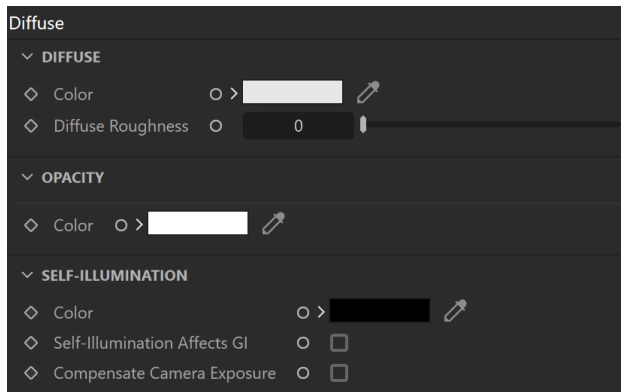 Diffuse
DIFFUSE
Color
Diffuse Roughness 0
OPACITY
Color
SELF-ILLUMINATION
Color
Self-Illumination Affects GI
Compensate Camera Exposure